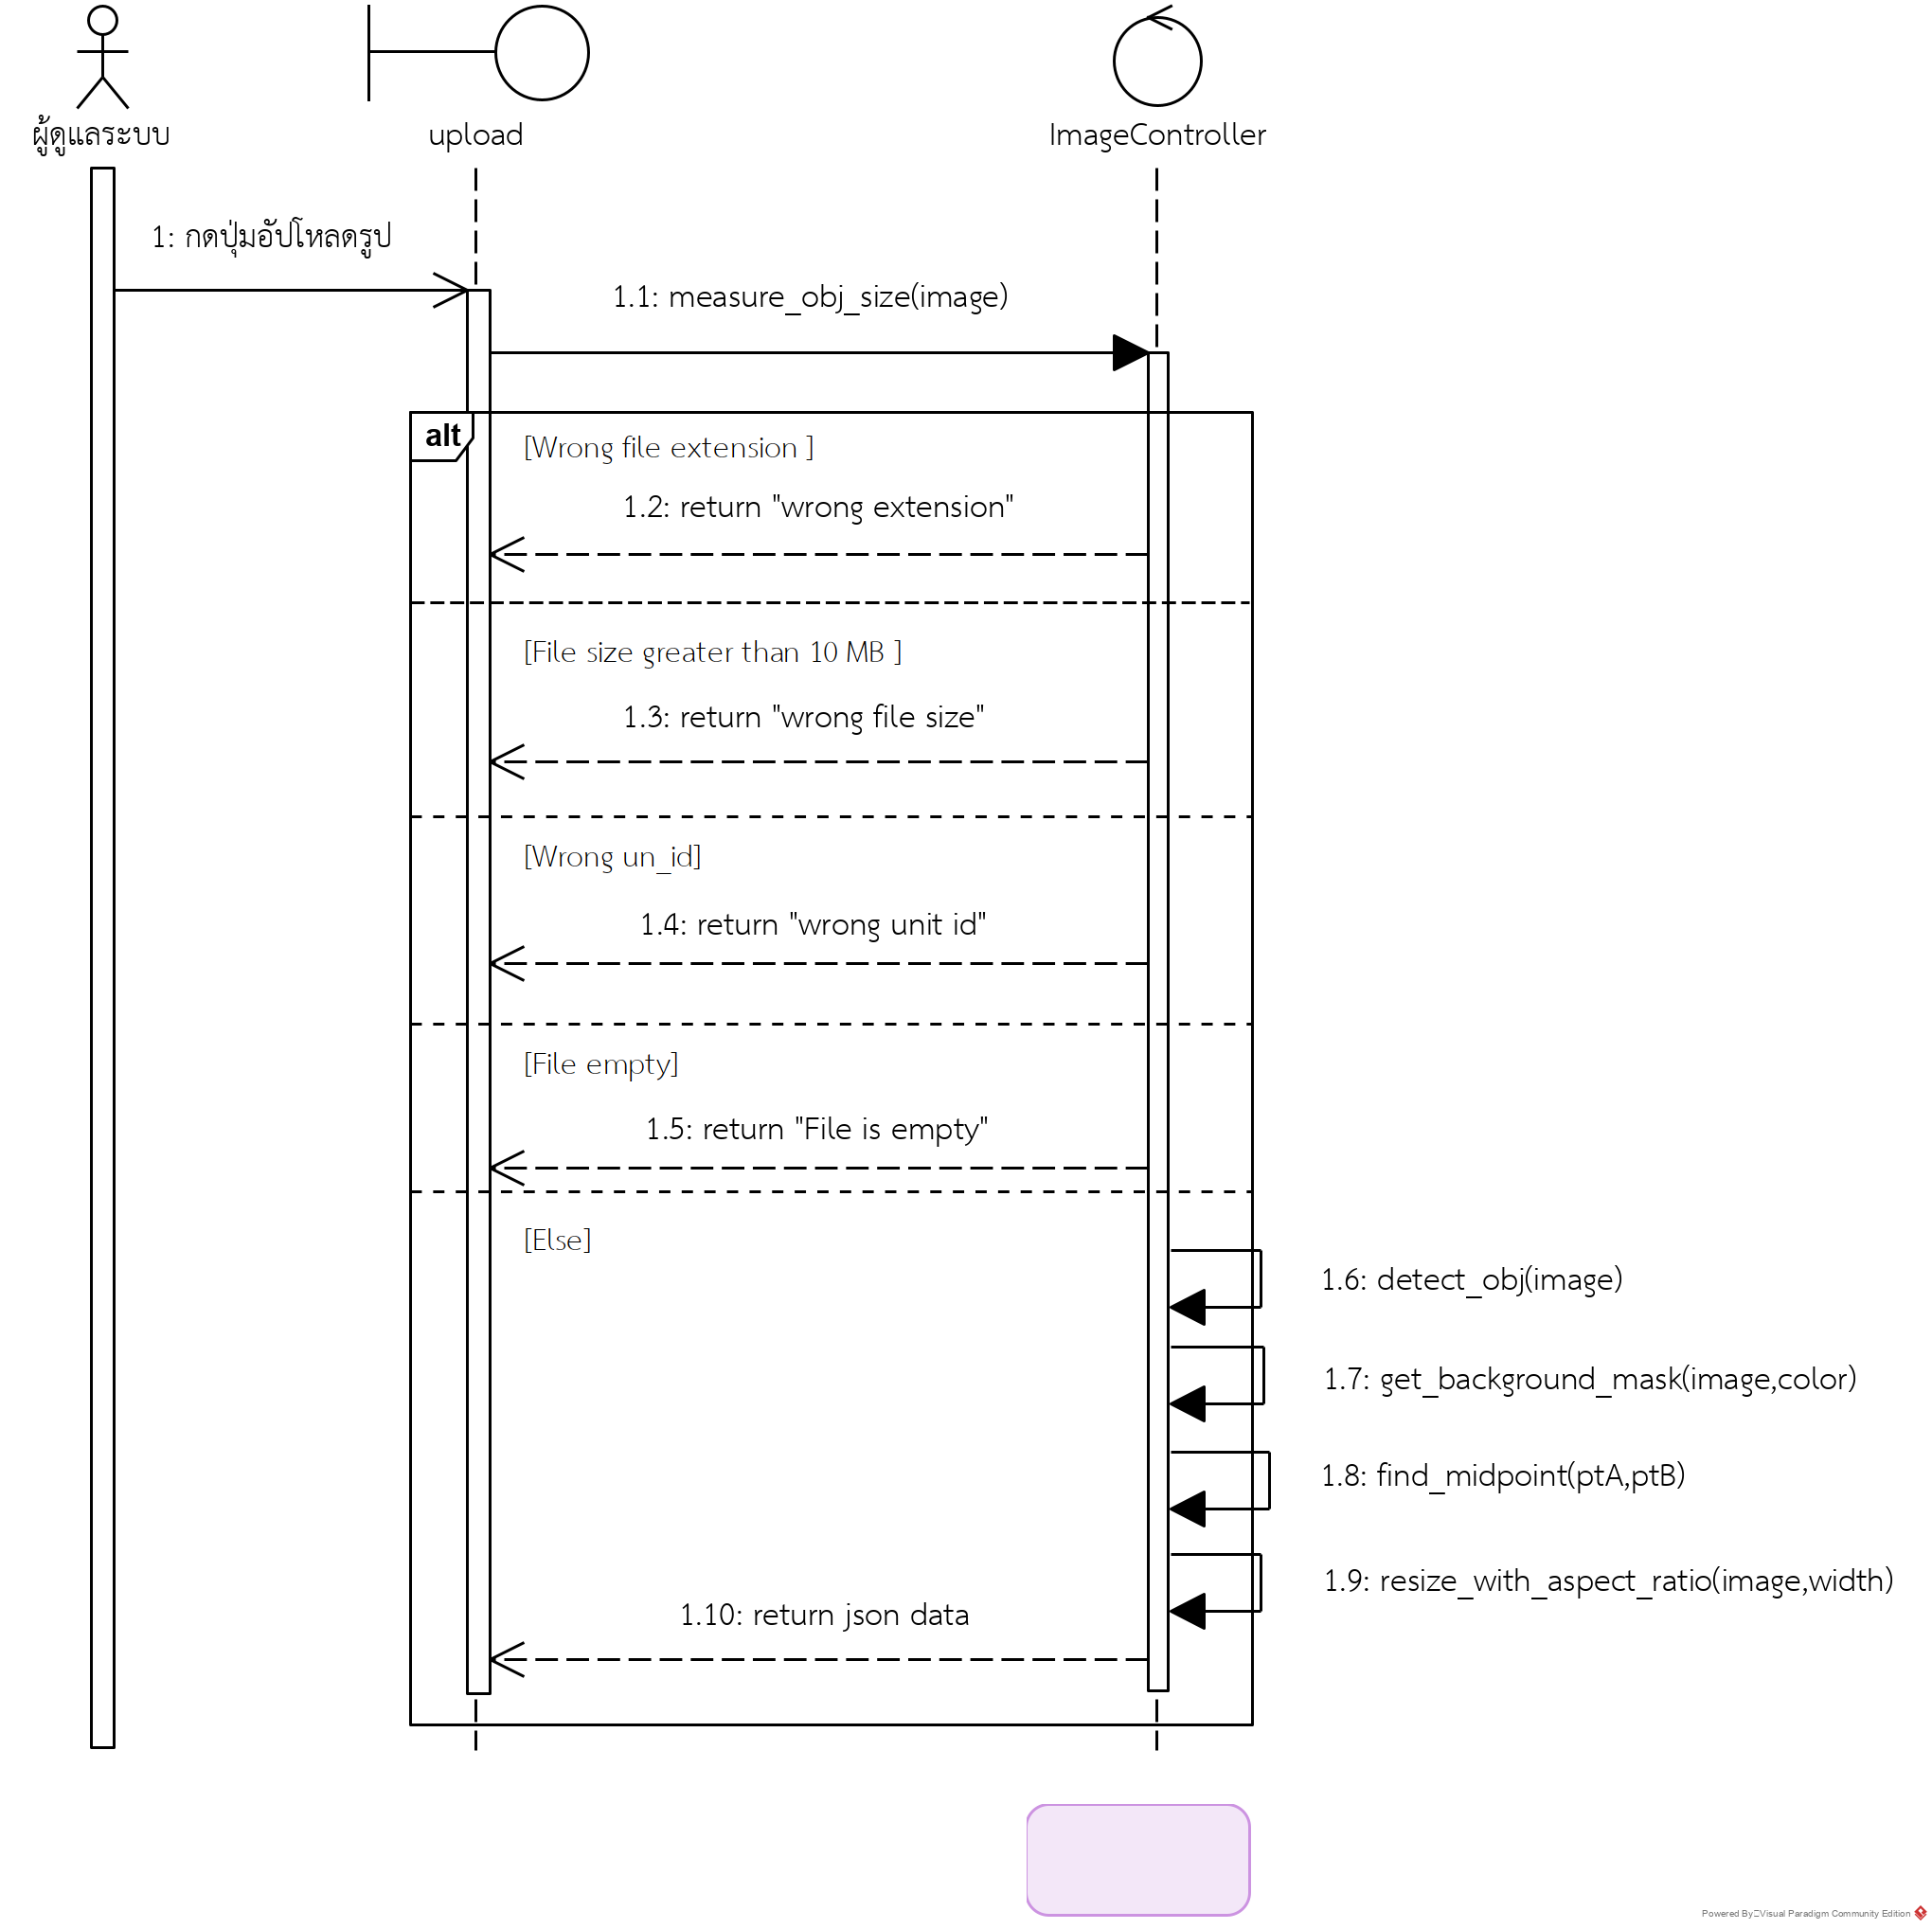 ผู้ดูแลระบบ
upload
ImageController
1: กดปุ่มอัปโหลดรูป
1.1: measure_obj_size(image)
alt
[Wrong file extension ]
1.2: return "wrong extension"
[File size greater than 10 MB ]
1.3: return "wrong file size"
[Wrong un_id]
1.4: return "wrong unit id"
[File empty]
1.5: return "File is empty"
[Else]
1.6: detect_obj(image)
1.7: get_background_mask(image,color)
1.8: find_midpoint(ptA,ptB)
1.9: resize_with_aspect_ratio(image,width)
1.10: return json data
Powered By Visual Paradigm Community Edition